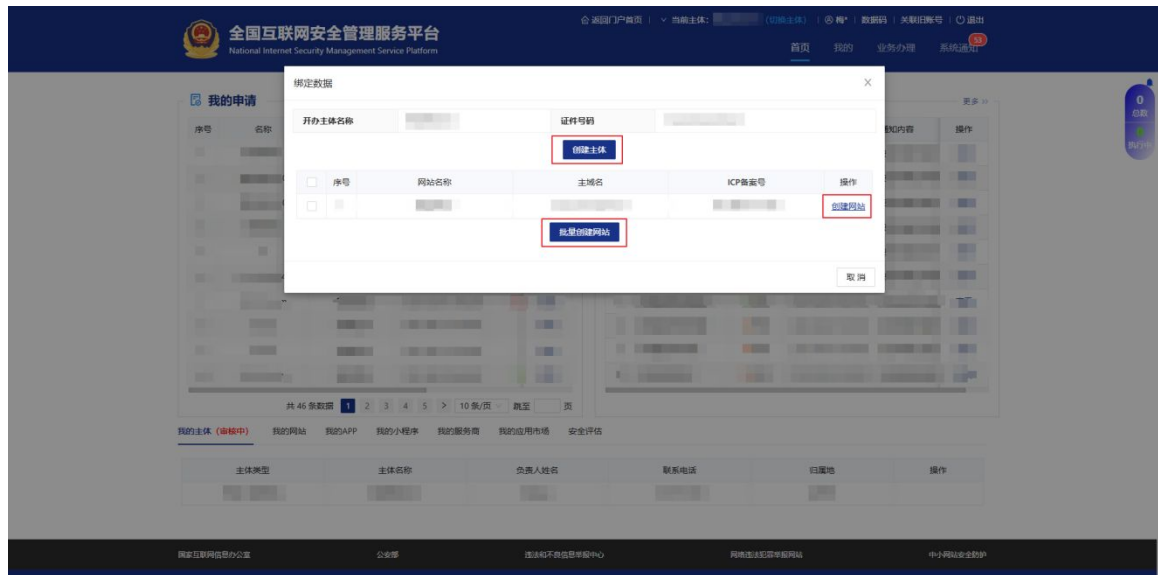 返回门户首页 | 当前主体: (切换主体) | 梅* | 数据码 | 关联旧账号 | 退出
全国互联网安全管理服务平台
National Internet Security Management Service Platform
首页 我的 业务办理 系统通知 53
绑定数据 X
我的申请 更多
0
总数
开办主体名称 证件号码
序号 名称 通知内容 操作
创建主体
0
执行中
序号 网站名称 主域名 ICP备案号 操作
创建网站
批量创建网站
取消
共 46 条数据 1 2 3 4 5 > 10 条/页 跳至 页
我的主体 (审核中) 我的网站 我的APP 我的小程序 我的服务商 我的应用市场 安全评估
主体类型 主体名称 负责人姓名 联系电话 归属地 操作
国家互联网信息办公室 公安部 违法和不良信息举报中心 网络违法犯罪举报网站 中小网站安全防护